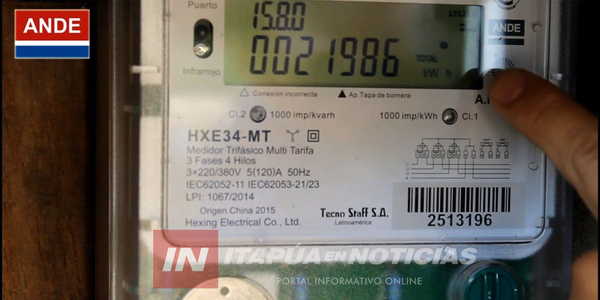 ANDE
Puerto
Infrarrojo
15.8.0
0021986
TOTAL
kWh
ANDE
Conexión incorrecta
Ap.Tapa de bornera
Cl.2 1000 imp/kvarh
1000 imp/kWh Cl.1
HXE34-MT
Medidor Trifásico Multi Tarifa
3 Fases 4 Hilos
3×220/380V 5(120)A 50Hz
IEC62052-11 IEC62053-21/23
LPI: 1067/2014
Origen China 2015
Hexing Electrical Co., Ltd.
Tecno Staff S.A.
Latinoamérica
2513196
IN ITAPÚA EN NOTICIAS
PORTAL INFORMATIVO ONLINE